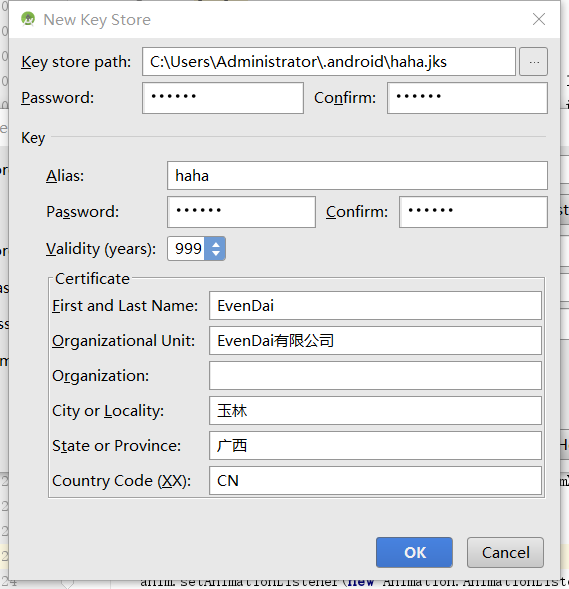 New Key Store
Key store path: C:\Users\Administrator\.android\haha.jks ...
Password: •••••• Confirm: ••••••
Key
Alias: haha
Password: •••••• Confirm: ••••••
Validity (years): 999
Certificate
First and Last Name: EvenDai
Organizational Unit: EvenDai有限公司
Organization:
City or Locality: 玉林
State or Province: 广西
Country Code (XX): CN
OK Cancel
24 anim.setAnimationListener(new Animation.AnimationListe